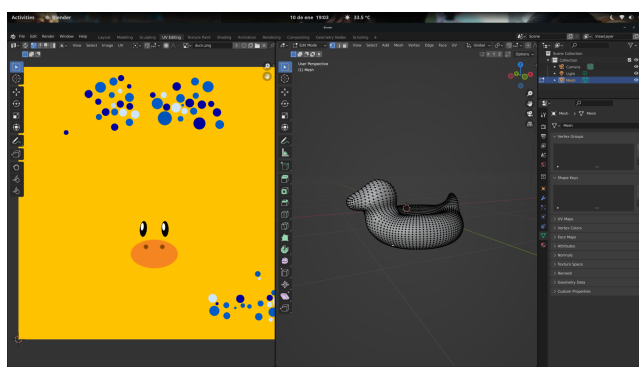 Activities Blender 10 de ene 19:03 33.5 °C
Blender
File Edit Render Window Help Layout Modeling Sculpting UV Editing Texture Paint Shading Animation Rendering Compositing Geometry Nodes Scripting + Scene ViewLayer
View Select Image UV duck.png Edit Mode View Select Add Mesh Vertex Edge Face UV Global
Options
User Perspective
(1) Mesh
Scene Collection
Collection
Camera
Light
Mesh
Mesh > Mesh
Mesh
Vertex Groups
Shape Keys
UV Maps
Vertex Colors
Face Maps
Attributes
Normals
Texture Space
Remesh
Geometry Data
Custom Properties